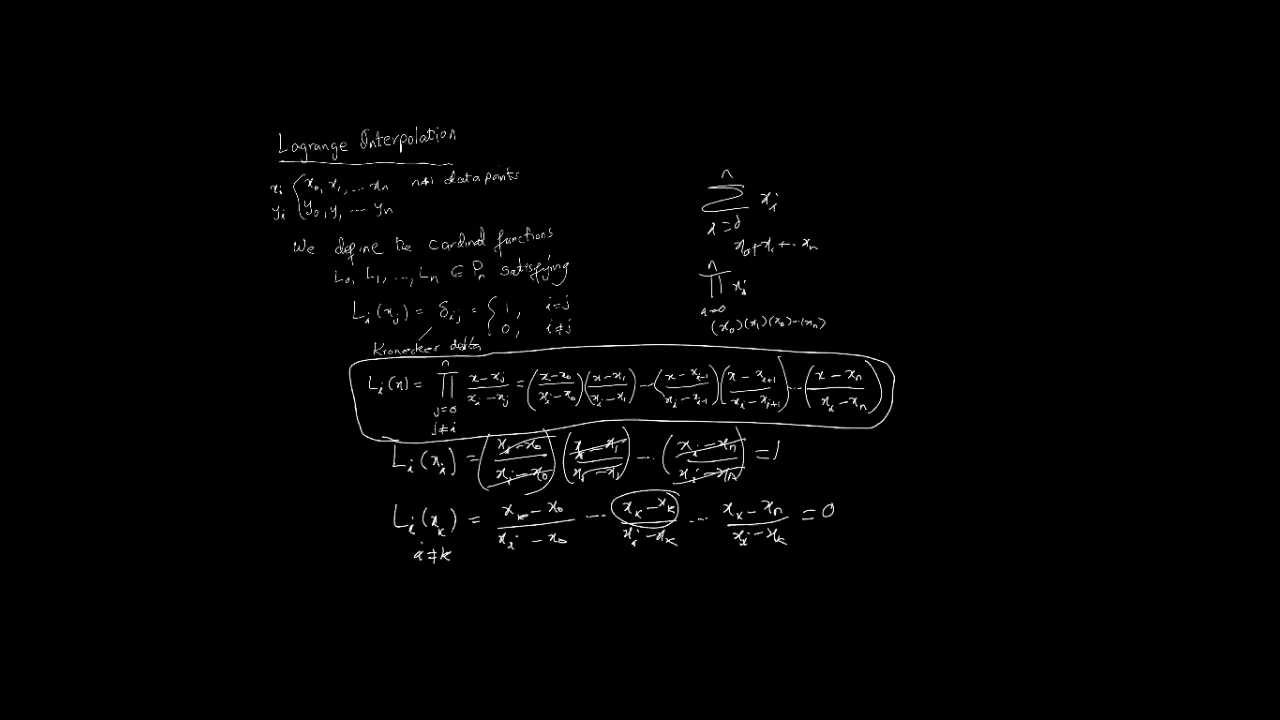 Lagrange Interpolation
xi { x0, x1, ... xn n+1 data points
yi { y0, y1 ... yn
We define the cardinal functions
L0, L1, ..., Ln ∈ Pn satisfying
Li(xj) = δij = { 1, i=j
0, i≠j
Kronecker delta
n
Σ xi
i=0
x0+x1+...xn
n
∏ xi
i=0
(x0)(x1)(x2)...(xn)
Li(x) = ∏ (j=0, j≠i to n) (x-xj)/(xi-xj) = ((x-x0)/(xi-x0)) ((x-x1)/(xi-x1)) ... ((x-xi-1)/(xi-xi-1)) ((x-xi+1)/(xi-xi+1)) ... ((x-xn)/(xi-xn))
Li(xi) = ((xi-x0)/(xi-x0)) ((xi-x1)/(xi-x1)) ... ((xi-xn)/(xi-xn)) = 1
Li(xk) = (xk-x0)/(xi-x0) ... (xk-xk)/(xi-xk) ... (xk-xn)/(xi-xk) = 0
i≠k